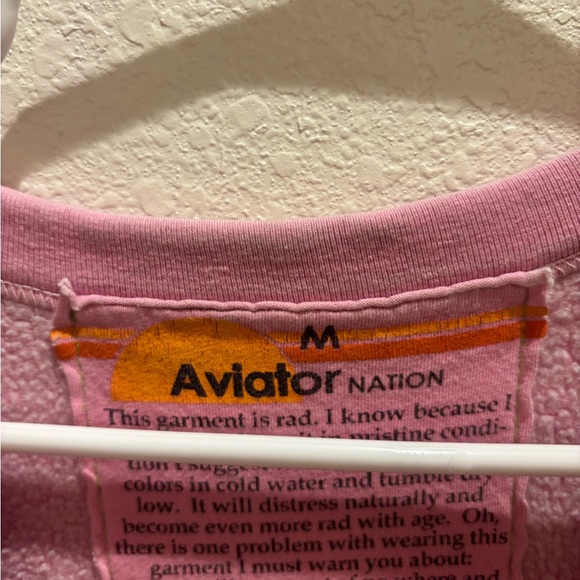 M
Aviator NATION
This garment is rad. I know because I
pristine condi-
colors in cold water and tumble dry
low. It will distress naturally and
become even more rad with age. Oh,
there is one problem with wearing this
garment I must warn you about: